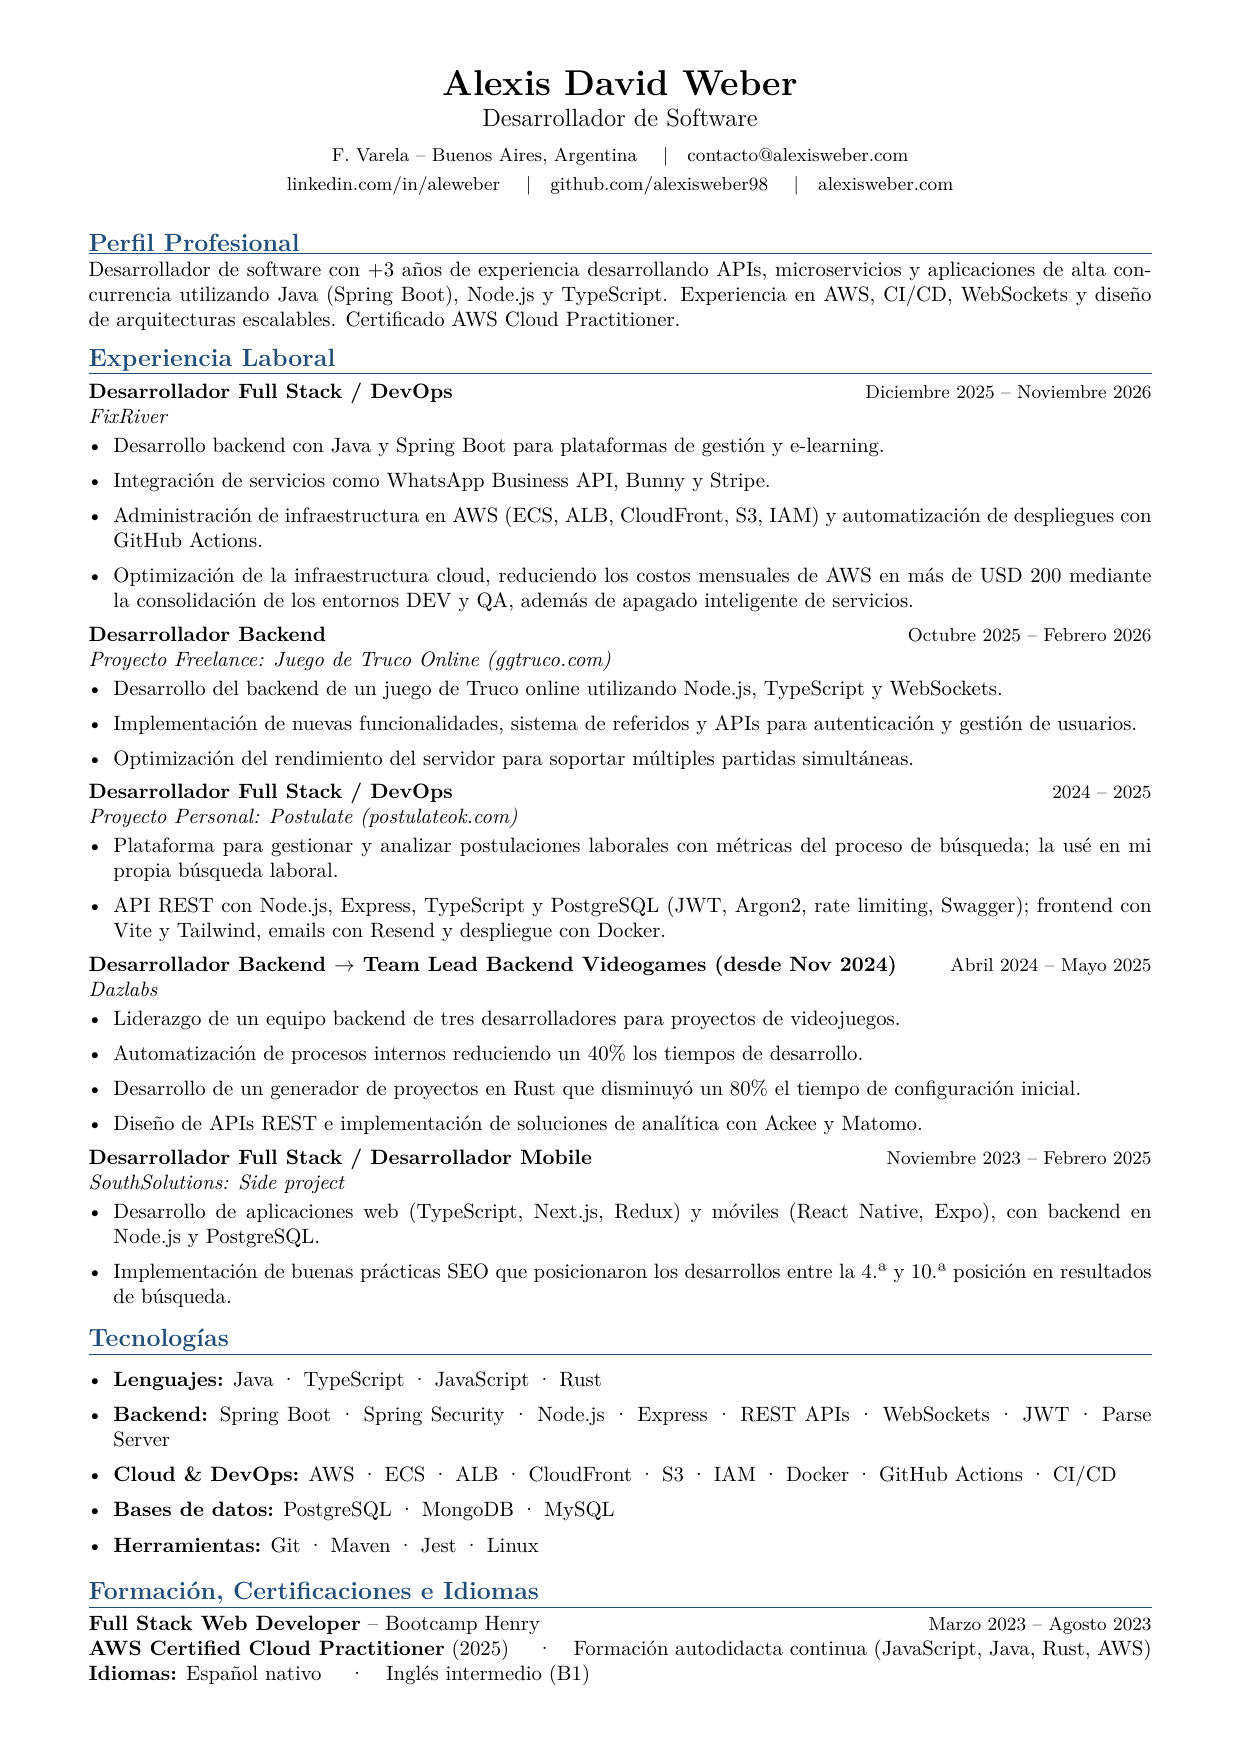 Alexis David Weber
Desarrollador de Software
F. Varela – Buenos Aires, Argentina | contacto@alexisweber.com
linkedin.com/in/aleweber | github.com/alexisweber98 | alexisweber.com
Perfil Profesional
Desarrollador de software con +3 años de experiencia desarrollando APIs, microservicios y aplicaciones de alta con-
currencia utilizando Java (Spring Boot), Node.js y TypeScript. Experiencia en AWS, CI/CD, WebSockets y diseño
de arquitecturas escalables. Certificado AWS Cloud Practitioner.
Experiencia Laboral
Desarrollador Full Stack / DevOps Diciembre 2025 – Noviembre 2026
FixRiver
• Desarrollo backend con Java y Spring Boot para plataformas de gestión y e-learning.
• Integración de servicios como WhatsApp Business API, Bunny y Stripe.
• Administración de infraestructura en AWS (ECS, ALB, CloudFront, S3, IAM) y automatización de despliegues con
GitHub Actions.
• Optimización de la infraestructura cloud, reduciendo los costos mensuales de AWS en más de USD 200 mediante
la consolidación de los entornos DEV y QA, además de apagado inteligente de servicios.
Desarrollador Backend Octubre 2025 – Febrero 2026
Proyecto Freelance: Juego de Truco Online (ggtruco.com)
• Desarrollo del backend de un juego de Truco online utilizando Node.js, TypeScript y WebSockets.
• Implementación de nuevas funcionalidades, sistema de referidos y APIs para autenticación y gestión de usuarios.
• Optimización del rendimiento del servidor para soportar múltiples partidas simultáneas.
Desarrollador Full Stack / DevOps 2024 – 2025
Proyecto Personal: Postulate (postulateok.com)
• Plataforma para gestionar y analizar postulaciones laborales con métricas del proceso de búsqueda; la usé en mi
propia búsqueda laboral.
• API REST con Node.js, Express, TypeScript y PostgreSQL (JWT, Argon2, rate limiting, Swagger); frontend con
Vite y Tailwind, emails con Resend y despliegue con Docker.
Desarrollador Backend → Team Lead Backend Videogames (desde Nov 2024) Abril 2024 – Mayo 2025
Dazlabs
• Liderazgo de un equipo backend de tres desarrolladores para proyectos de videojuegos.
• Automatización de procesos internos reduciendo un 40% los tiempos de desarrollo.
• Desarrollo de un generador de proyectos en Rust que disminuyó un 80% el tiempo de configuración inicial.
• Diseño de APIs REST e implementación de soluciones de analítica con Ackee y Matomo.
Desarrollador Full Stack / Desarrollador Mobile Noviembre 2023 – Febrero 2025
SouthSolutions: Side project
• Desarrollo de aplicaciones web (TypeScript, Next.js, Redux) y móviles (React Native, Expo), con backend en
Node.js y PostgreSQL.
• Implementación de buenas prácticas SEO que posicionaron los desarrollos entre la 4.ª y 10.ª posición en resultados
de búsqueda.
Tecnologías
• Lenguajes: Java · TypeScript · JavaScript · Rust
• Backend: Spring Boot · Spring Security · Node.js · Express · REST APIs · WebSockets · JWT · Parse
Server
• Cloud & DevOps: AWS · ECS · ALB · CloudFront · S3 · IAM · Docker · GitHub Actions · CI/CD
• Bases de datos: PostgreSQL · MongoDB · MySQL
• Herramientas: Git · Maven · Jest · Linux
Formación, Certificaciones e Idiomas
Full Stack Web Developer – Bootcamp Henry Marzo 2023 – Agosto 2023
AWS Certified Cloud Practitioner (2025) · Formación autodidacta continua (JavaScript, Java, Rust, AWS)
Idiomas: Español nativo · Inglés intermedio (B1)